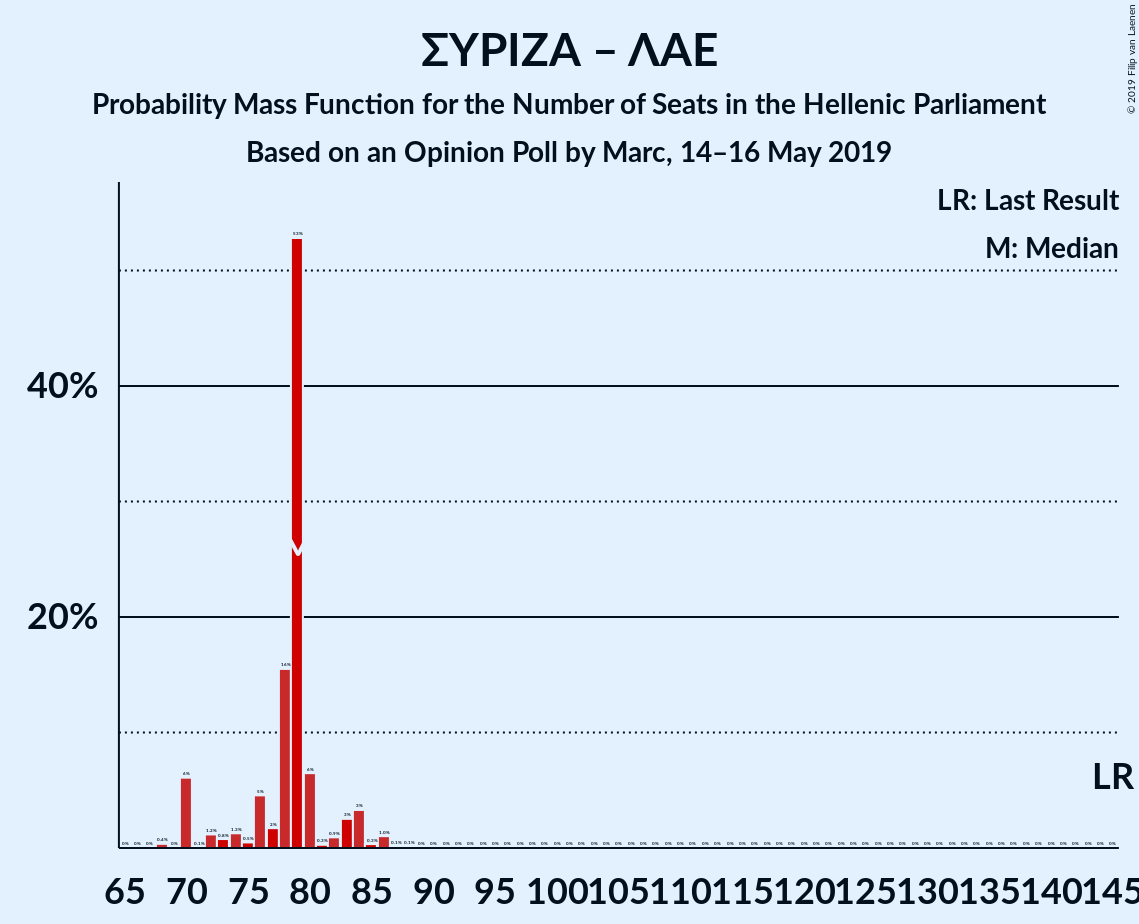 ΣΥΡΙΖΑ – ΛΑΕ
Probability Mass Function for the Number of Seats in the Hellenic Parliament
Based on an Opinion Poll by Marc, 14–16 May 2019
© 2019 Filip van Laenen
LR: Last Result
M: Median
40%
20%
M
LR
65 70 75 80 85 90 95 100 105 110 115 120 125 130 135 140 145